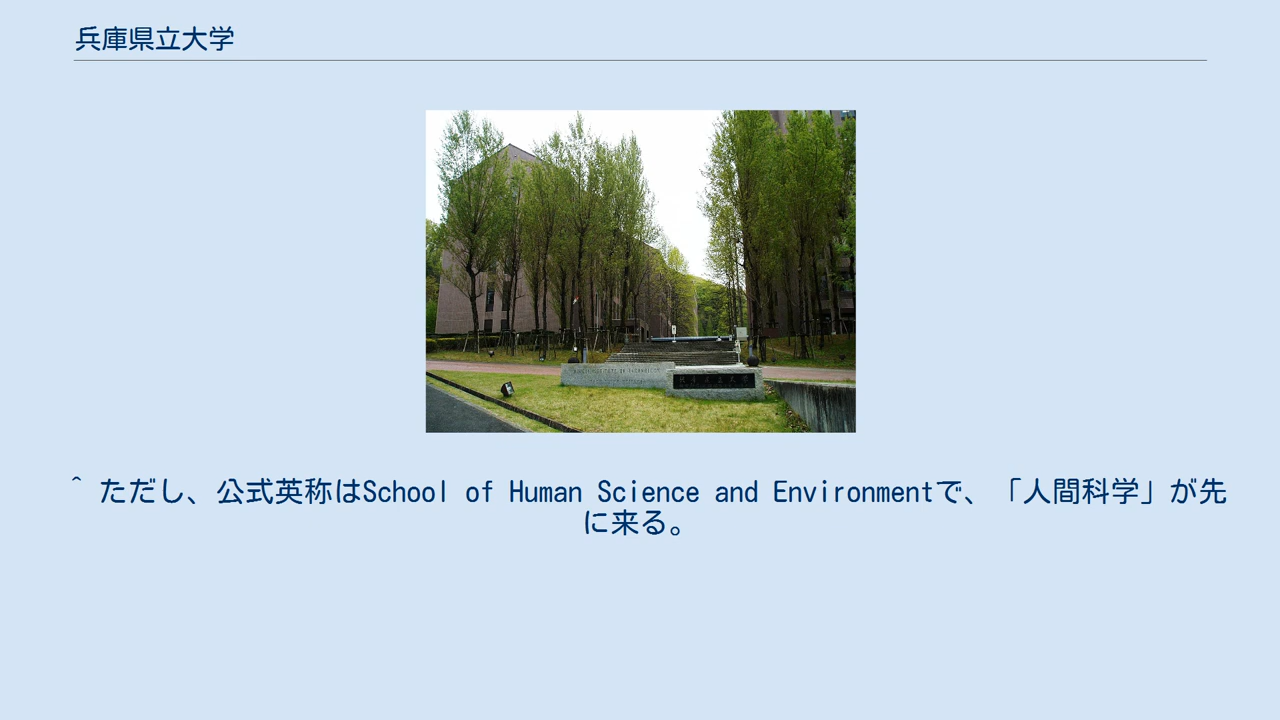 兵庫県立大学
^ ただし、公式英称はSchool of Human Science and Environmentで、「人間科学」が先
に来る。